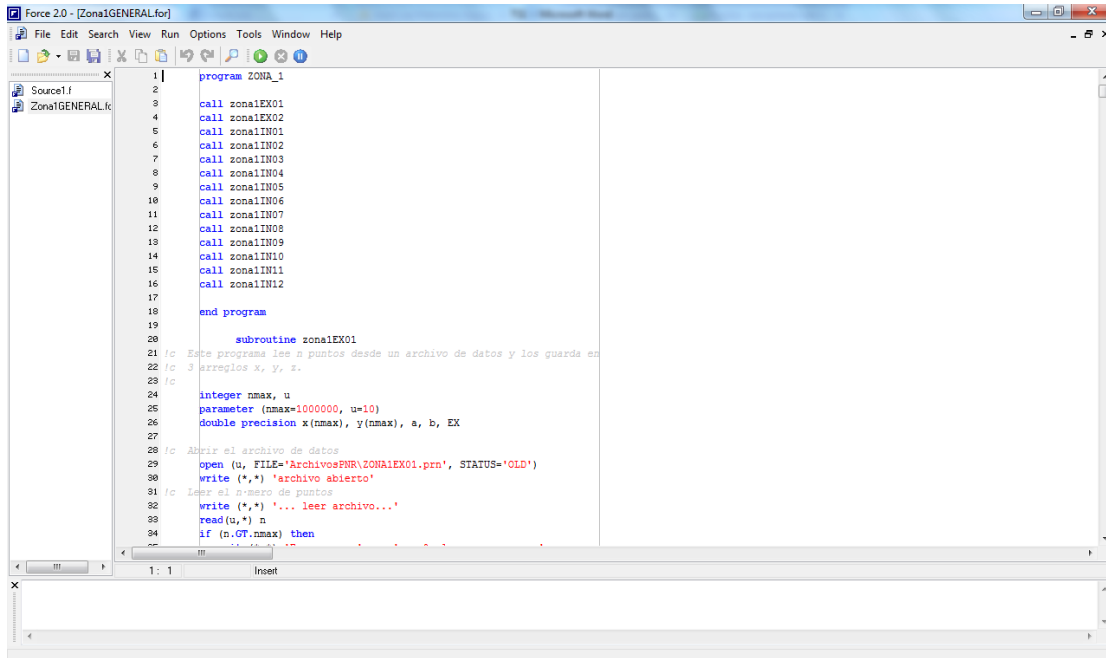 Force 2.0 - [Zona1GENERAL.for]
File Edit Search View Run Options Tools Window Help
Source1.f
Zona1GENERAL.fo
1 program ZONA_1
2
3 call zona1EX01
4 call zona1EX02
5 call zona1IN01
6 call zona1IN02
7 call zona1IN03
8 call zona1IN04
9 call zona1IN05
10 call zona1IN06
11 call zona1IN07
12 call zona1IN08
13 call zona1IN09
14 call zona1IN10
15 call zona1IN11
16 call zona1IN12
17
18 end program
19
20 subroutine zona1EX01
21 !c Este programa lee n puntos desde un archivo de datos y los guarda en
22 !c 3 arreglos x, y, z.
23 !c
24 integer nmax, u
25 parameter (nmax=1000000, u=10)
26 double precision x(nmax), y(nmax), a, b, EX
27
28 !c Abrir el archivo de datos
29 open (u, FILE='ArchivosPNR\ZONA1EX01.prn', STATUS='OLD')
30 write (*,*) 'archivo abierto'
31 !c Leer el n·mero de puntos
32 write (*,*) '... leer archivo...'
33 read(u,*) n
34 if (n.GT.nmax) then
1: 1 Insert